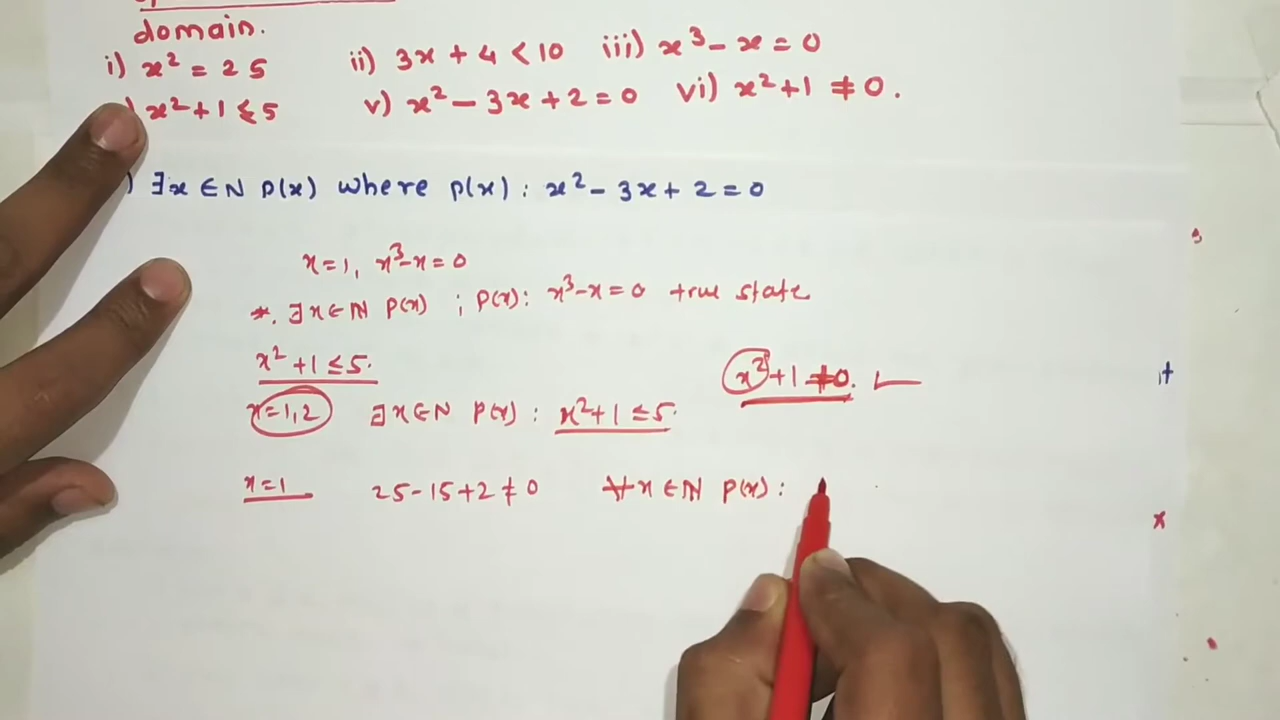 domain.
i) x² = 25 ii) 3x + 4 < 10 iii) x³ - x = 0
) x² + 1 ≤ 5 v) x² - 3x + 2 = 0 vi) x² + 1 ≠ 0.
) ∃x ∈ N P(x) where p(x) : x² - 3x + 2 = 0
x=1, x³-x=0
*. ∃x∈N P(x) ; P(x): x³-x=0 true state
x²+1≤5.
x²+1≠0.
x=1,2 ∃x∈N P(x) : x²+1≤5.
x=1 25-15+2≠0 ∀x∈N P(x):